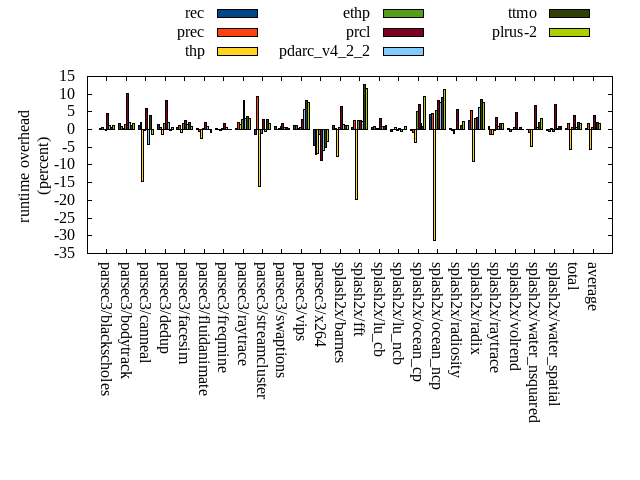 rec ethp ttmo
prec prcl plrus-2
thp pdarc_v4_2_2
runtime overhead
(percent)
15
10
5
0
-5
-10
-15
-20
-25
-30
-35
parsec3/blackscholes
parsec3/bodytrack
parsec3/canneal
parsec3/dedup
parsec3/facesim
parsec3/fluidanimate
parsec3/freqmine
parsec3/raytrace
parsec3/streamcluster
parsec3/swaptions
parsec3/vips
parsec3/x264
splash2x/barnes
splash2x/fft
splash2x/lu_cb
splash2x/lu_ncb
splash2x/ocean_cp
splash2x/ocean_ncp
splash2x/radiosity
splash2x/radix
splash2x/raytrace
splash2x/volrend
splash2x/water_nsquared
splash2x/water_spatial
total
average